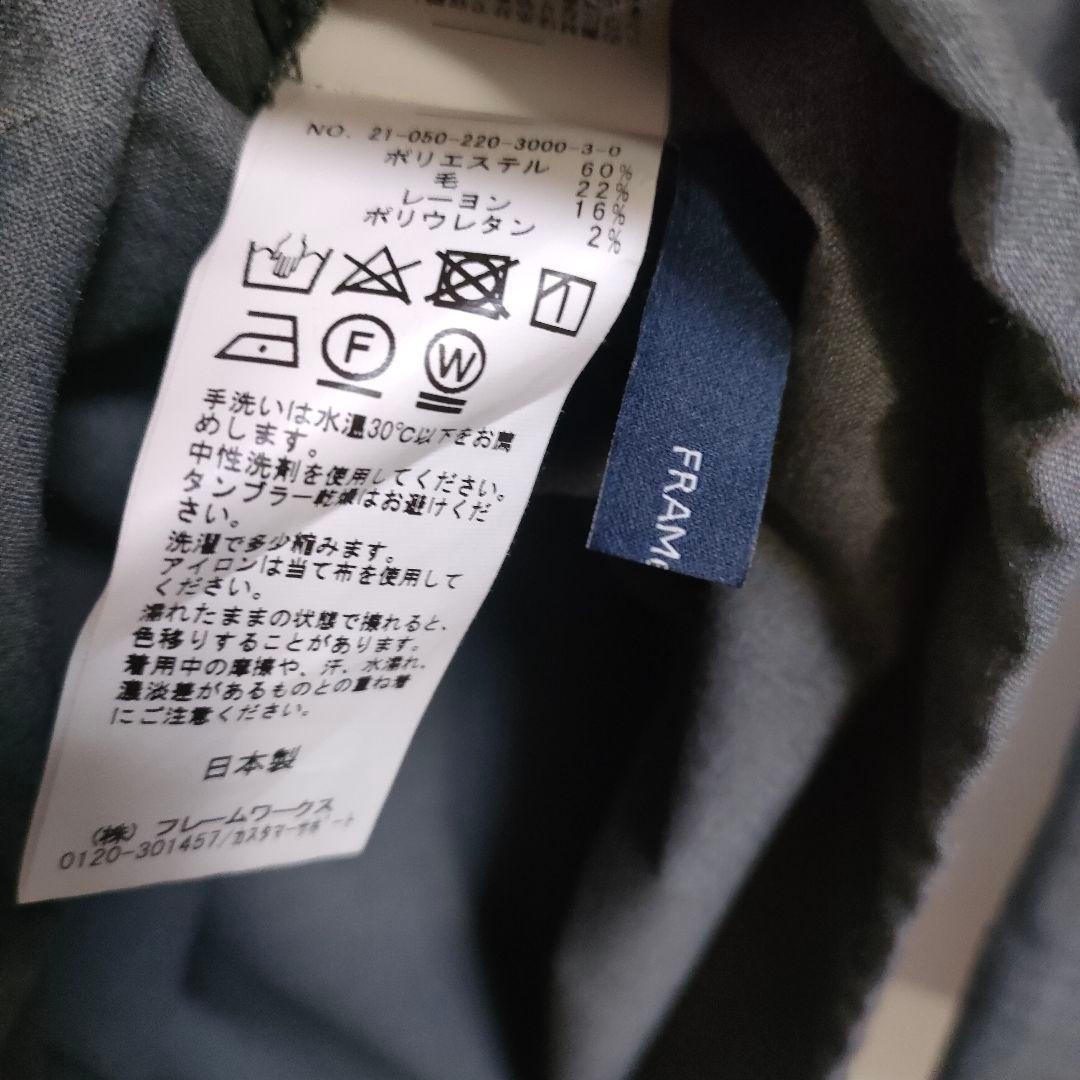 NO. 21-050-220-3000-3-0
ポリエステル 60%
毛 22%
レーヨン 16%
ポリウレタン 2%
F
W
手洗いは水温30℃以下をお薦
めします。
中性洗剤を使用してください。
タンブラー乾燥はお避けくだ
さい。
洗濯で多少縮みます。
アイロンは当て布を使用して
ください。
濡れたままの状態で擦れると、
色移りすることがあります。
着用中の摩擦や、汗、水濡れ、
濃淡差があるものとの重ね着
にご注意ください。
日本製
(株) フレームワークス
0120-301457/カスタマーサポート
FRAM